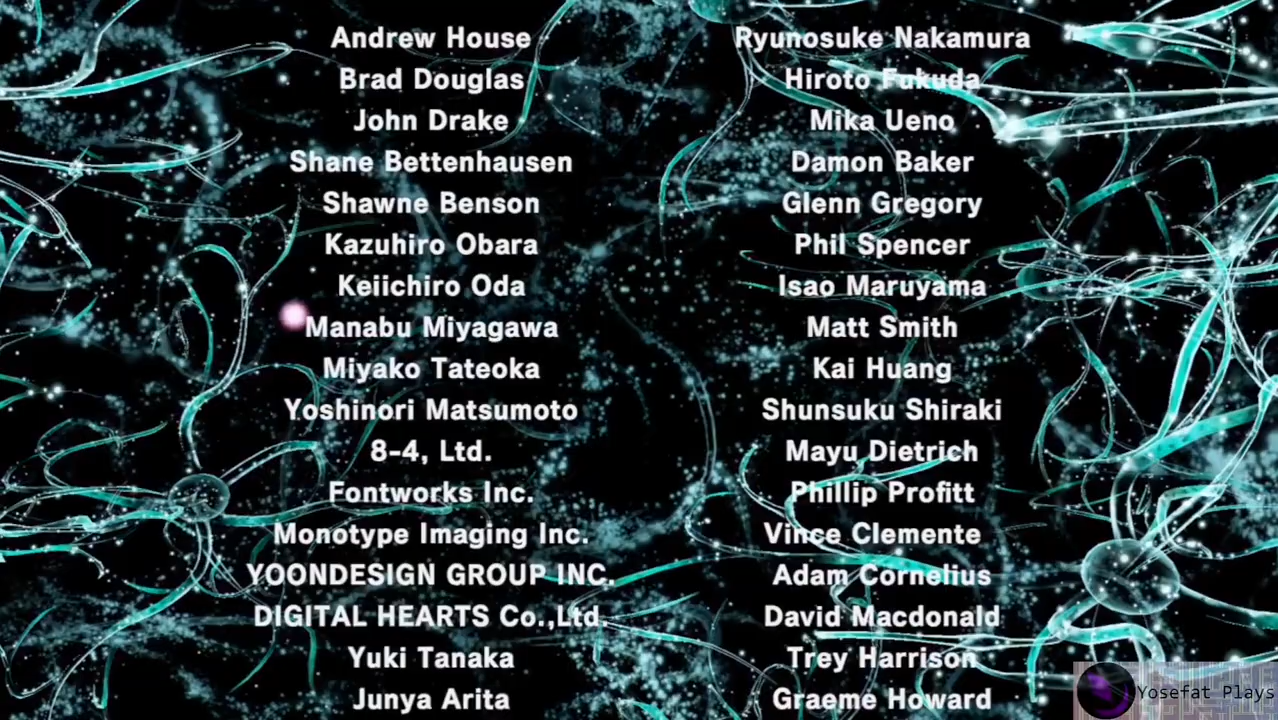 Andrew House
Brad Douglas
John Drake
Shane Bettenhausen
Shawne Benson
Kazuhiro Obara
Keiichiro Oda
Manabu Miyagawa
Miyako Tateoka
Yoshinori Matsumoto
8-4, Ltd.
Fontworks Inc.
Monotype Imaging Inc.
YOONDESIGN GROUP INC.
DIGITAL HEARTS Co.,Ltd.
Yuki Tanaka
Junya Arita
Ryunosuke Nakamura
Hiroto Fukuda
Mika Ueno
Damon Baker
Glenn Gregory
Phil Spencer
Isao Maruyama
Matt Smith
Kai Huang
Shunsuku Shiraki
Mayu Dietrich
Phillip Profitt
Vince Clemente
Adam Cornelius
David Macdonald
Trey Harrison
Graeme Howard
Yosefat Plays